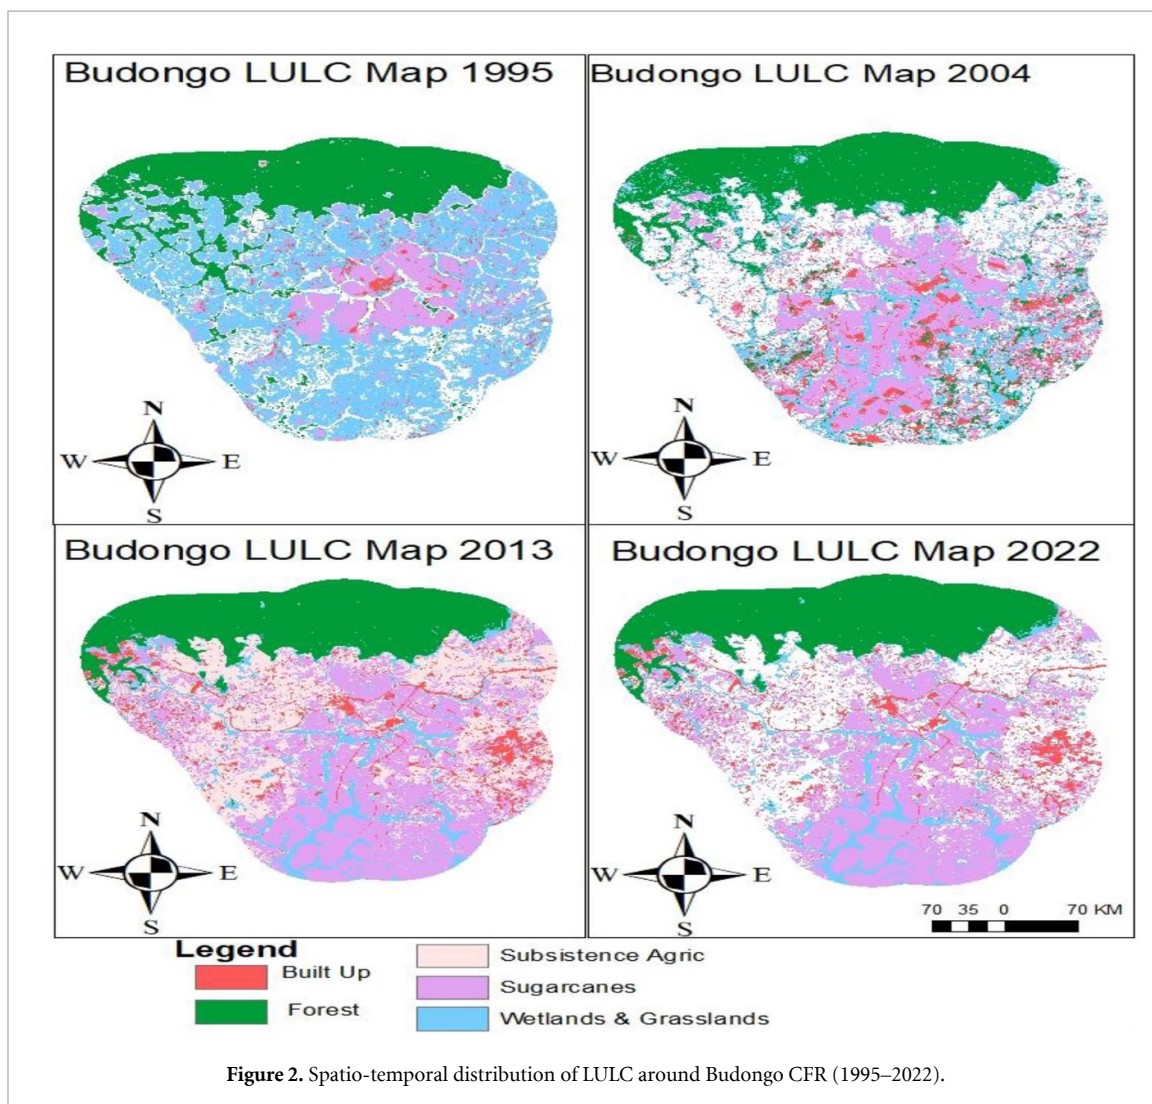 Budongo LULC Map 1995
Budongo LULC Map 2004
N
W E
S
N
W E
S
Budongo LULC Map 2013
Budongo LULC Map 2022
N
W E
S
N
W E
S
70 35 0 70 KM
Legend
Built Up
Forest
Subsistence Agric
Sugarcanes
Wetlands & Grasslands
Figure 2. Spatio-temporal distribution of LULC around Budongo CFR (1995–2022).